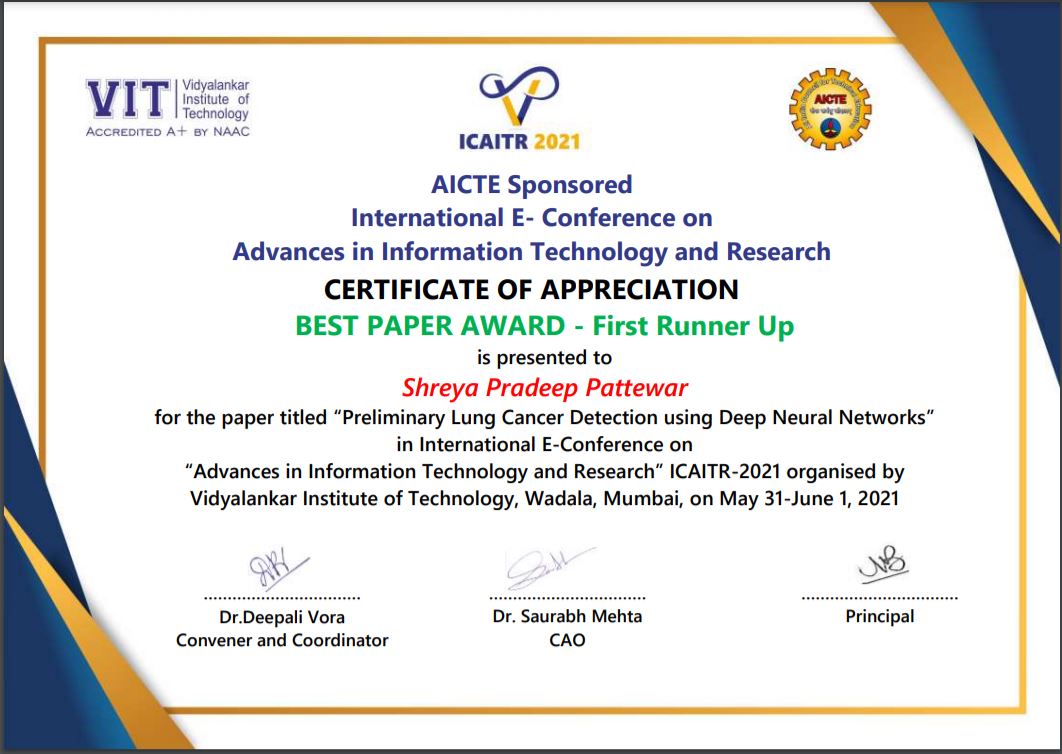 VIT
Vidyalankar
Institute of
Technology
ACCREDITED A+ BY NAAC
ICAITR 2021
AICTE
AICTE Sponsored
International E- Conference on
Advances in Information Technology and Research
CERTIFICATE OF APPRECIATION
BEST PAPER AWARD - First Runner Up
is presented to
Shreya Pradeep Pattewar
for the paper titled “Preliminary Lung Cancer Detection using Deep Neural Networks”
in International E-Conference on
“Advances in Information Technology and Research” ICAITR-2021 organised by
Vidyalankar Institute of Technology, Wadala, Mumbai, on May 31-June 1, 2021
Dr.Deepali Vora
Convener and Coordinator
Dr. Saurabh Mehta
CAO
Principal